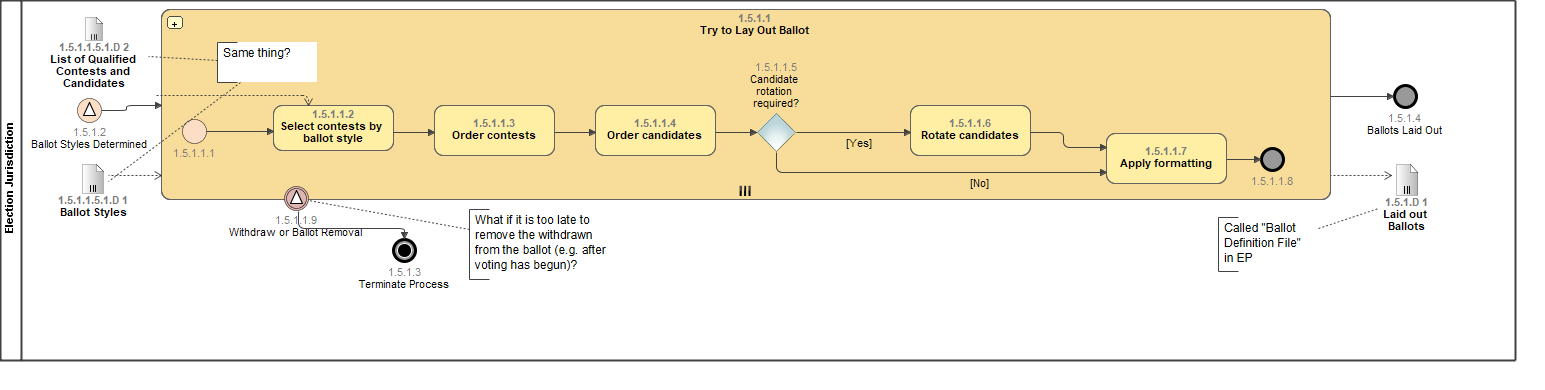 Election Jurisdiction
1.5.1.1.5.1.D 2
List of Qualified
Contests and
Candidates
1.5.1.2
Ballot Styles Determined
1.5.1.1.5.1.D 1
Ballot Styles
Same thing?
1.5.1.1
Try to Lay Out Ballot
1.5.1.1.1
1.5.1.1.2
Select contests by
ballot style
1.5.1.1.3
Order contests
1.5.1.1.4
Order candidates
1.5.1.1.5
Candidate
rotation
required?
[Yes]
[No]
1.5.1.1.6
Rotate candidates
1.5.1.1.7
Apply formatting
1.5.1.1.8
1.5.1.1.9
Withdraw or Ballot Removal
1.5.1.3
Terminate Process
What if it is too late to
remove the withdrawn
from the ballot (e.g. after
voting has begun)?
1.5.1.4
Ballots Laid Out
1.5.1.D 1
Laid out
Ballots
Called "Ballot
Definition File"
in EP